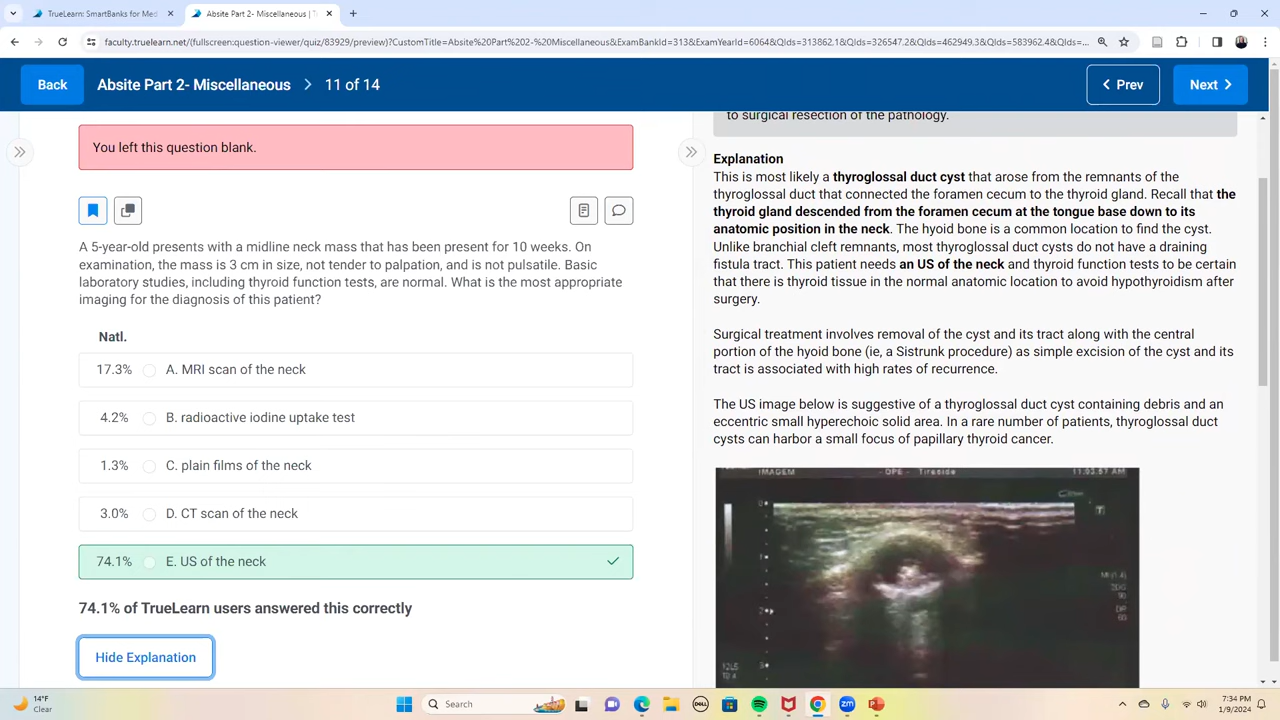 TrueLearn: SmartBanks for Med
Absite Part 2- Miscellaneous | T
faculty.truelearn.net/(fullscreen:question-viewer/quiz/83929/preview)?CustomTitle=Absite%20Part%202-%20Miscellaneous&ExamBankId=313&ExamYearId=6064&QIds=313862.1&QIds=326547.2&QIds=462949.3&QIds=583962.4&QIds=...
Back
Absite Part 2- Miscellaneous > 11 of 14
Prev
Next
You left this question blank.
A 5-year-old presents with a midline neck mass that has been present for 10 weeks. On
examination, the mass is 3 cm in size, not tender to palpation, and is not pulsatile. Basic
laboratory studies, including thyroid function tests, are normal. What is the most appropriate
imaging for the diagnosis of this patient?
Natl.
17.3% A. MRI scan of the neck
4.2% B. radioactive iodine uptake test
1.3% C. plain films of the neck
3.0% D. CT scan of the neck
74.1% E. US of the neck
74.1% of TrueLearn users answered this correctly
Hide Explanation
to surgical resection of the pathology.
Explanation
This is most likely a thyroglossal duct cyst that arose from the remnants of the
thyroglossal duct that connected the foramen cecum to the thyroid gland. Recall that the
thyroid gland descended from the foramen cecum at the tongue base down to its
anatomic position in the neck. The hyoid bone is a common location to find the cyst.
Unlike branchial cleft remnants, most thyroglossal duct cysts do not have a draining
fistula tract. This patient needs an US of the neck and thyroid function tests to be certain
that there is thyroid tissue in the normal anatomic location to avoid hypothyroidism after
surgery.
Surgical treatment involves removal of the cyst and its tract along with the central
portion of the hyoid bone (ie, a Sistrunk procedure) as simple excision of the cyst and its
tract is associated with high rates of recurrence.
The US image below is suggestive of a thyroglossal duct cyst containing debris and an
eccentric small hyperechoic solid area. In a rare number of patients, thyroglossal duct
cysts can harbor a small focus of papillary thyroid cancer.
IMAGEM
11:03:57 AM
0
1
2
3
14°F
Clear
Search
DELL
zm
7:34 PM
1/9/2024